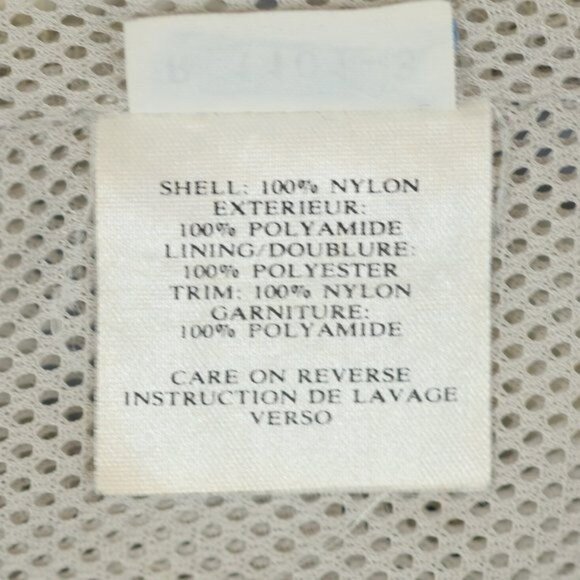 SHELL: 100% NYLON
EXTERIEUR:
100% POLYAMIDE
LINING/DOUBLURE:
100% POLYESTER
TRIM: 100% NYLON
GARNITURE:
100% POLYAMIDE
CARE ON REVERSE
INSTRUCTION DE LAVAGE
VERSO